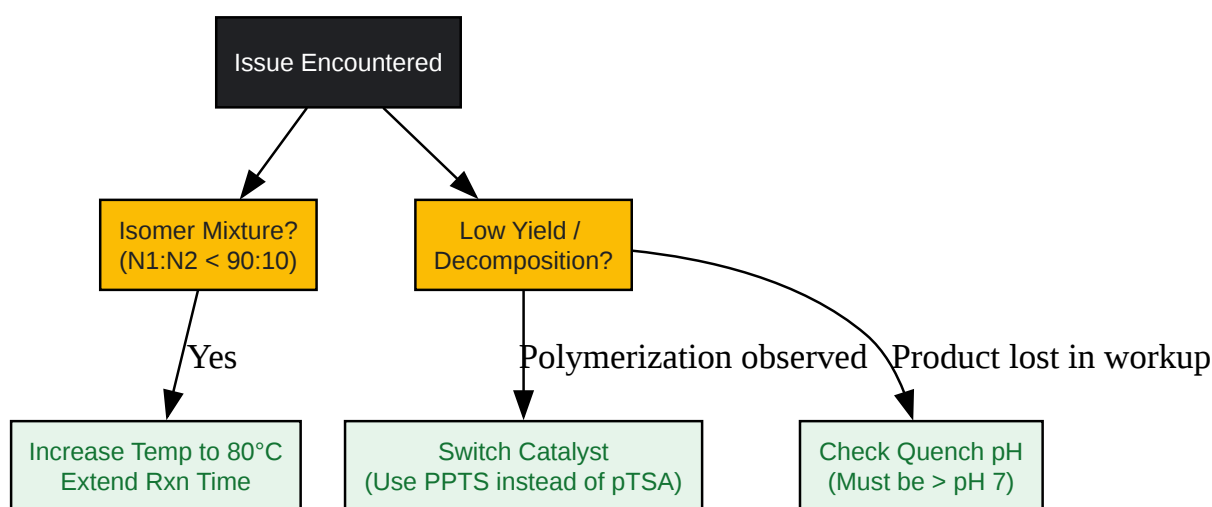 Issue Encountered
Isomer Mixture?
(N1:N2 < 90:10)
Low Yield /
Decomposition?
Yes
Polymerization observed
Product lost in workup
Increase Temp to 80°C
Extend Rxn Time
Switch Catalyst
(Use PPTS instead of pTSA)
Check Quench pH
(Must be > pH 7)